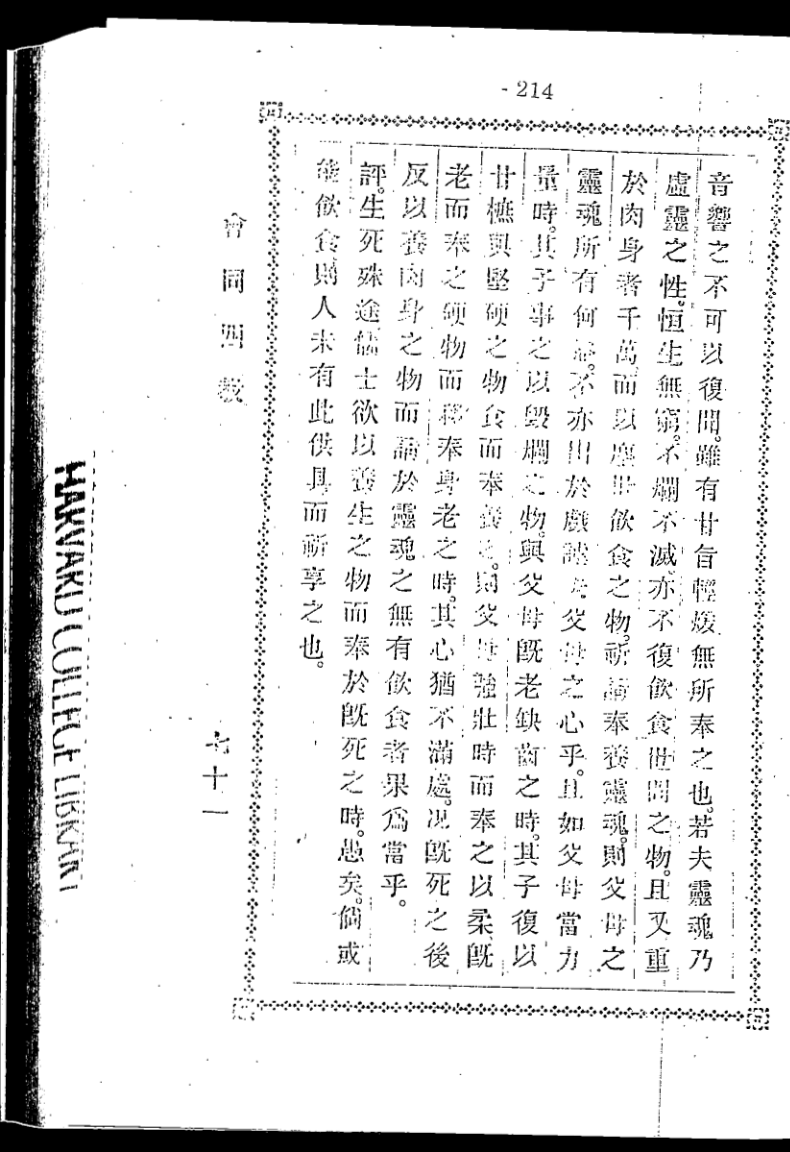 - 214
音響之不可以復聞。雖有甘旨輕煖無所奉之也。若夫靈魂乃
虛靈之性。恒生無窮。不爛不滅。亦不復飲食世間之物。且又重
於肉身者千萬。而以塵世飲食之物。祈請奉養靈魂。則父母之
靈魂所有何。不亦出於戲謔父母之心乎。且如父母當力
量時。其子事之以毀爛之物。與父母既老缺齒之時。其子復以
甘樵與堅硬之物食而奉養之。則父母強壯時而奉之以柔既
老而奉之硬物而奉身老之時。其心猶不滿處。况既死之後
反以養肉身之物而請於靈魂之無有飲食者果爲當乎。
評。生死殊途儒士欲以養生之物而奉於既死之時。愚矣。倘或
能飲食。則人未有此供具而祈享之也。
會同四教
七十一
HARVARD COLLEGE LIBRARY